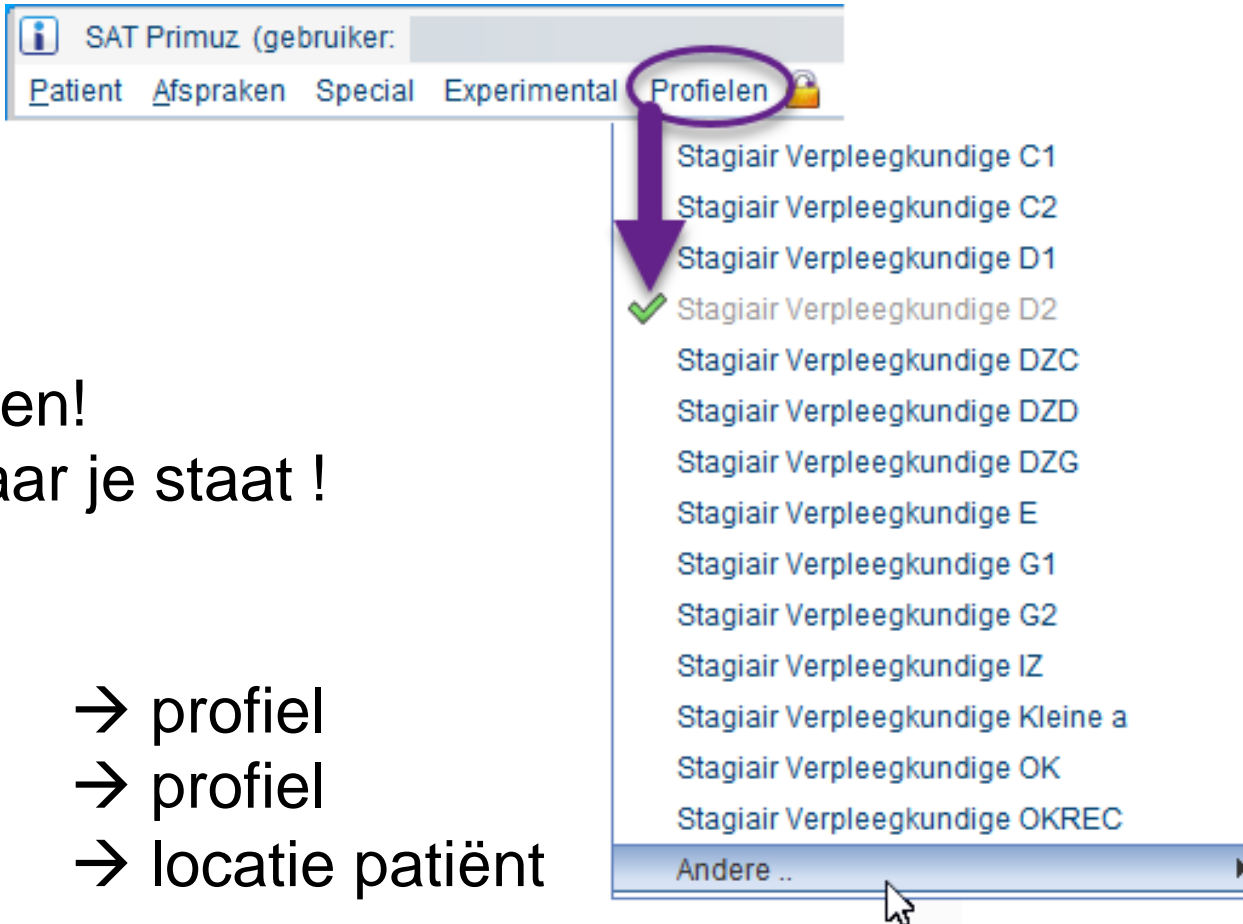 SAT Primuz (gebruiker:
Patient Afspraken Special Experimental Profielen
Stagiair Verpleegkundige C1
Stagiair Verpleegkundige C2
Stagiair Verpleegkundige D1
Stagiair Verpleegkundige D2
Stagiair Verpleegkundige DZC
Stagiair Verpleegkundige DZD
Stagiair Verpleegkundige DZG
Stagiair Verpleegkundige E
Stagiair Verpleegkundige G1
Stagiair Verpleegkundige G2
Stagiair Verpleegkundige IZ
Stagiair Verpleegkundige Kleine a
Stagiair Verpleegkundige OK
Stagiair Verpleegkundige OKREC
Andere ..
en!
aar je staat !
→ profiel
→ profiel
→ locatie patiënt